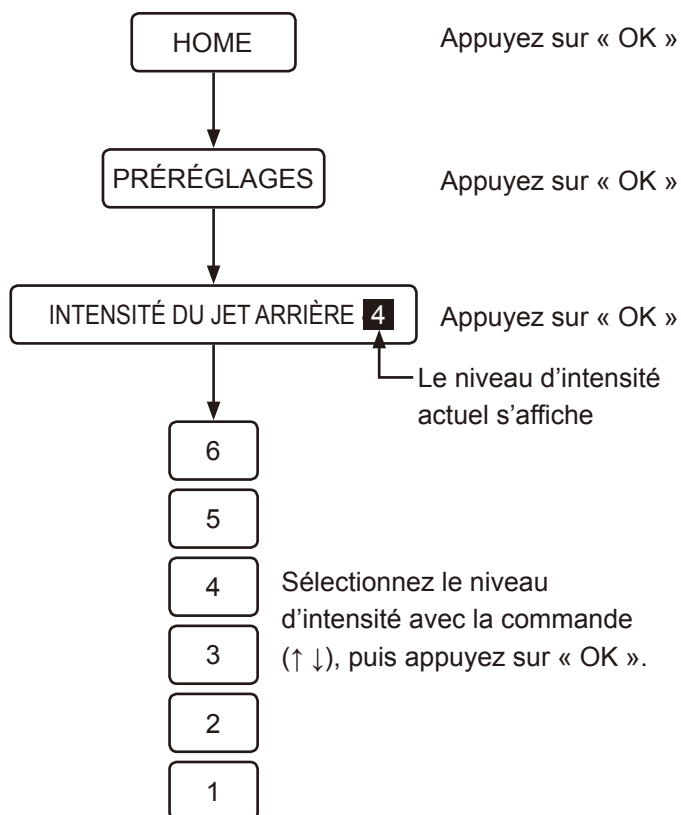 HOME
Appuyez sur « OK »
PRÉRÉGLAGES
Appuyez sur « OK »
INTENSITÉ DU JET ARRIÈRE 4
Appuyez sur « OK »
Le niveau d’intensité
actuel s’affiche
6
5
4
Sélectionnez le niveau
d’intensité avec la commande
3
(↑ ↓), puis appuyez sur « OK ».
2
1